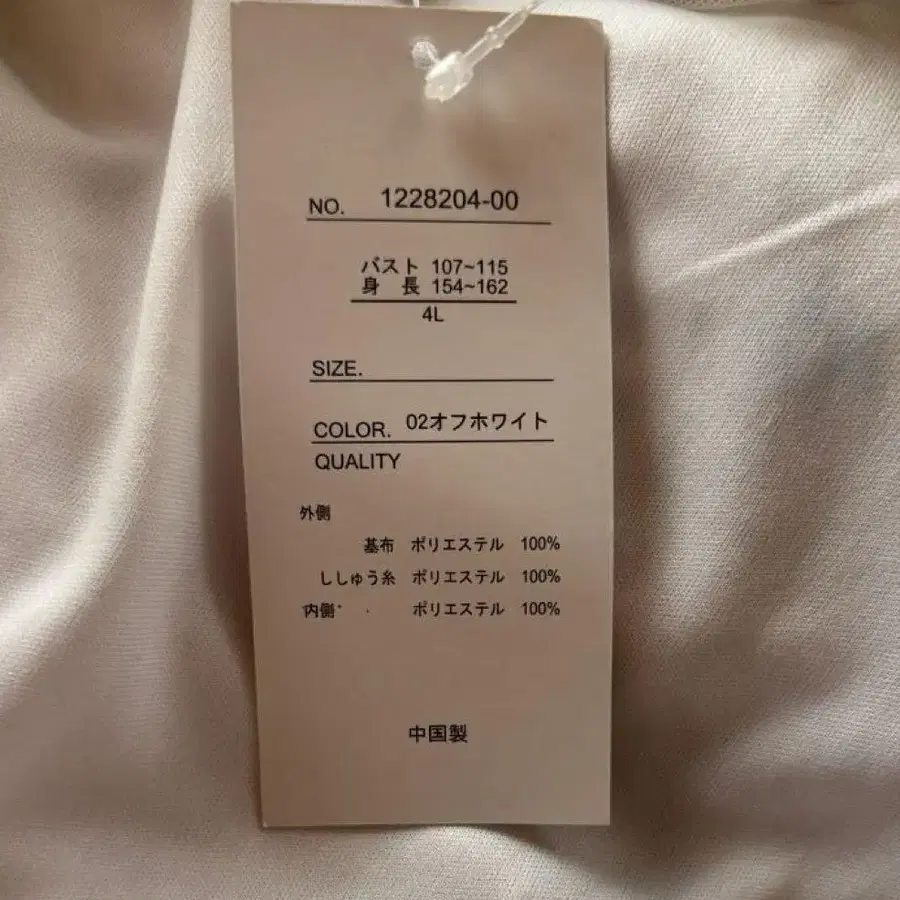 NO. 1228204-00
バスト 107~115
身 長 154~162
4L
SIZE.
COLOR. 02オフホワイト
QUALITY
外側
基布 ポリエステル 100%
ししゅう糸 ポリエステル 100%
内側 ポリエステル 100%
中国製